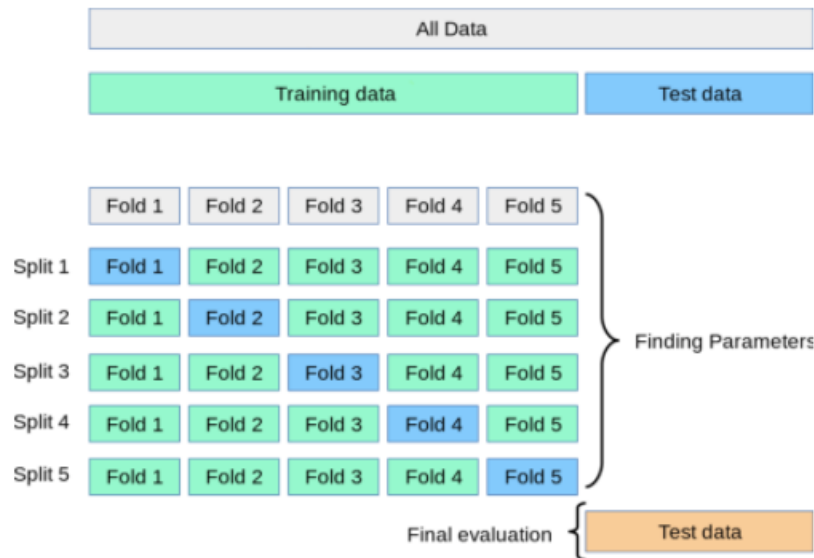 All Data
Training data Test data
Fold 1 Fold 2 Fold 3 Fold 4 Fold 5
Split 1 Fold 1 Fold 2 Fold 3 Fold 4 Fold 5
Split 2 Fold 1 Fold 2 Fold 3 Fold 4 Fold 5
Finding Parameters
Split 3 Fold 1 Fold 2 Fold 3 Fold 4 Fold 5
Split 4 Fold 1 Fold 2 Fold 3 Fold 4 Fold 5
Split 5 Fold 1 Fold 2 Fold 3 Fold 4 Fold 5
Final evaluation Test data